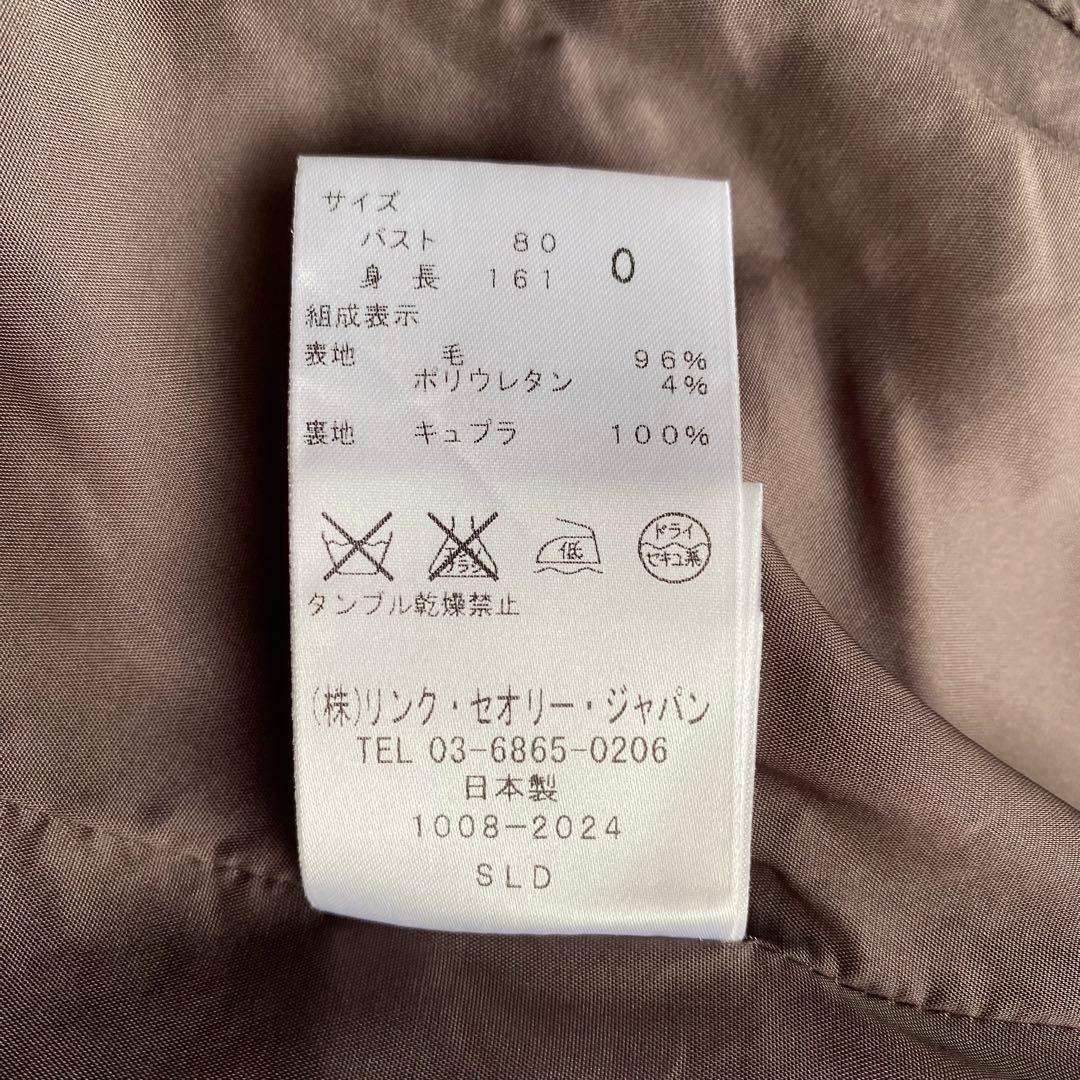 サイズ
バスト 80
身長 161 0
組成表示
表地 毛 96%
ポリウレタン 4%
裏地 キュプラ 100%
低
ドライ
セキユ系
タンブル乾燥禁止
(株)リンク・セオリー・ジャパン
TEL 03-6865-0206
日本製
1008-2024
SLD